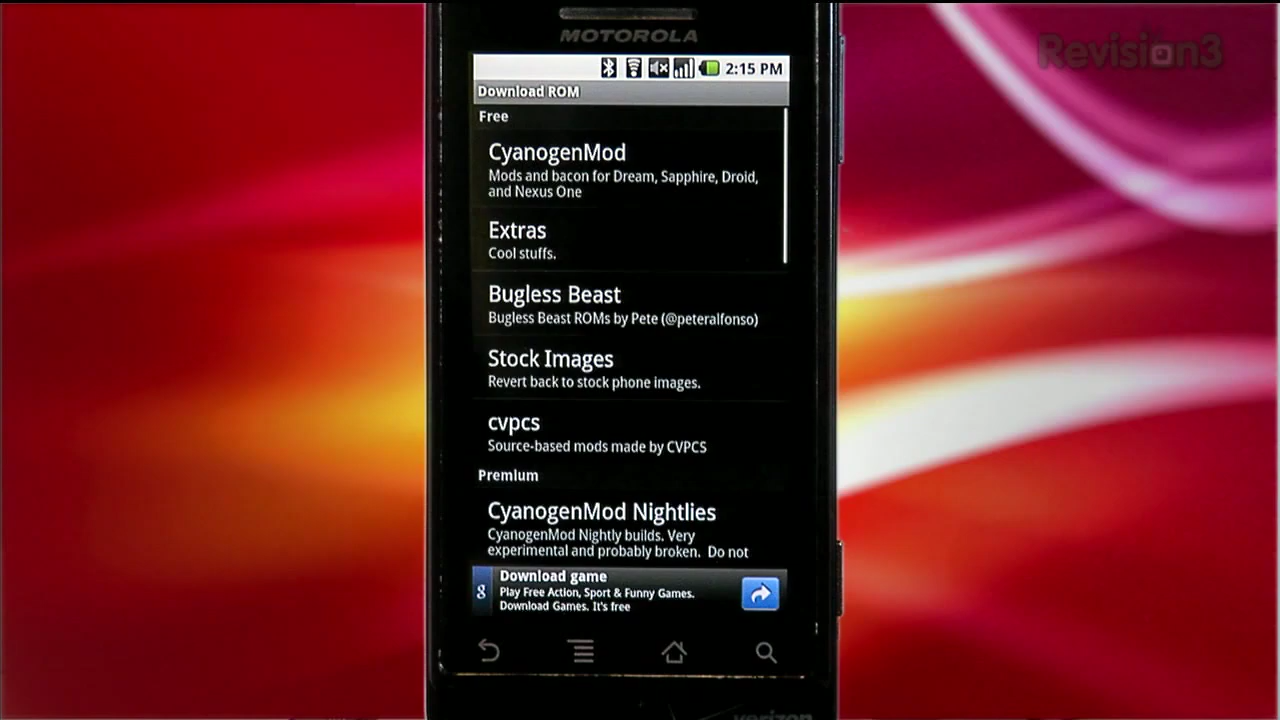 MOTOROLA
Revision3
2:15 PM
Download ROM
Free
CyanogenMod
Mods and bacon for Dream, Sapphire, Droid,
and Nexus One
Extras
Cool stuffs.
Bugless Beast
Bugless Beast ROMs by Pete (@peteralfonso)
Stock Images
Revert back to stock phone images.
cvpcs
Source-based mods made by CVPCS
Premium
CyanogenMod Nightlies
CyanogenMod Nightly builds. Very
experimental and probably broken. Do not
g
Download game
Play Free Action, Sport & Funny Games.
Download Games. It's free
verizon